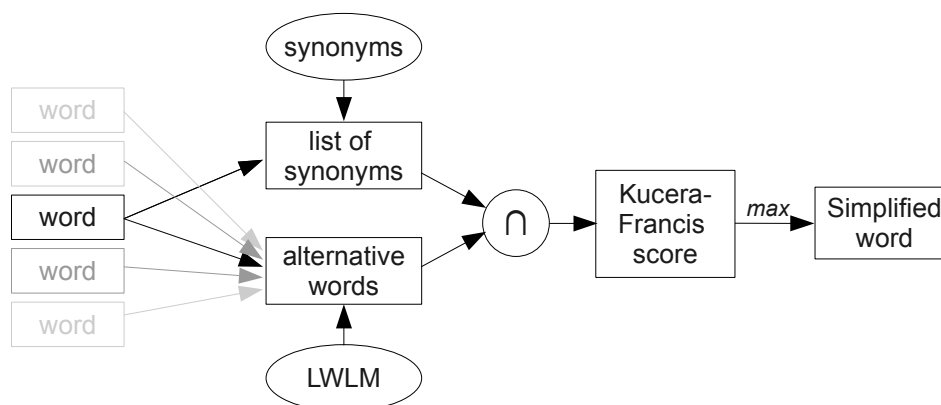 synonyms
word
word
word
word
word
list of
synonyms
alternative
words
LWLM
∩
Kucera-
Francis
score
max
Simplified
word